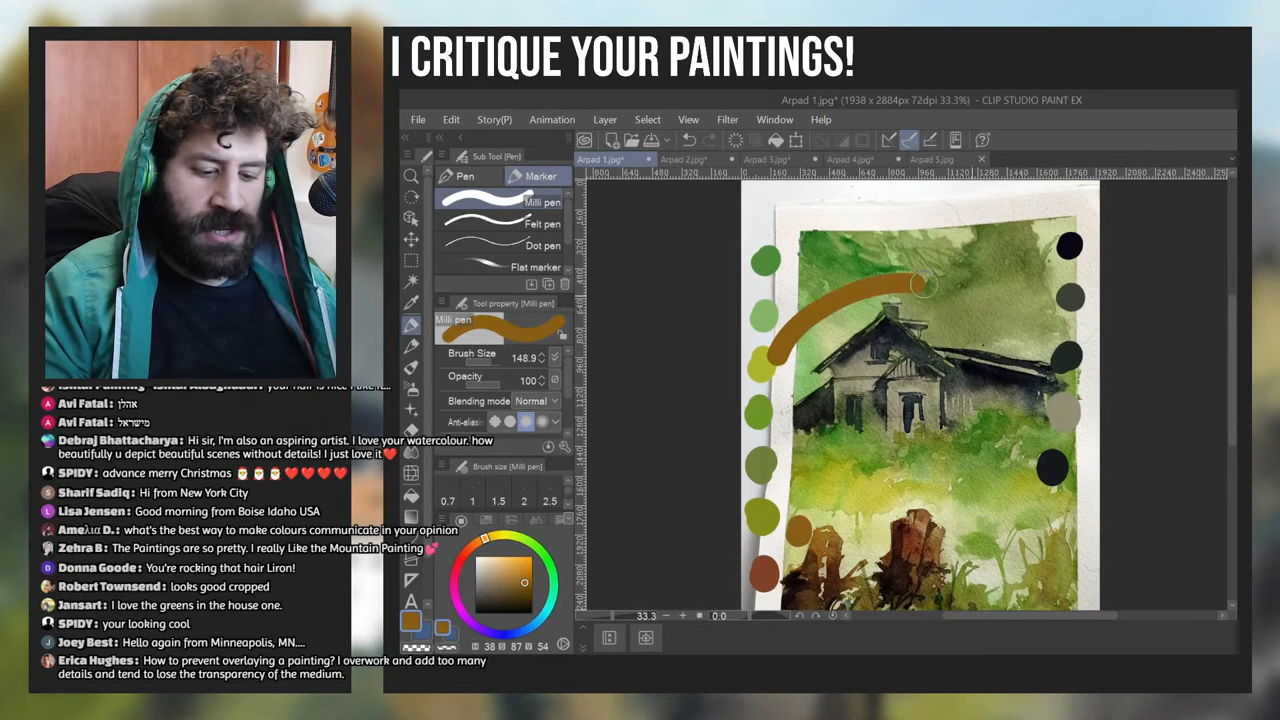 I CRITIQUE YOUR PAINTINGS!
Arpad 1.jpg* (1938 x 2884px 72dpi 33.3%)  - CLIP STUDIO PAINT EX
File Edit Story(P) Animation Layer Select View Filter Window Help
Sub Tool [Pen]
Arpad 1.jpg* Arpad 2.jpg* Arpad 3.jpg* Arpad 4.jpg* Arpad 5.jpg
Pen Marker
Milli pen
Felt pen
Dot pen
Flat marker
Tool property [Milli pen]
Milli pen
Brush Size 148.9
Opacity 100
Blending mode Normal
Anti-alias
Brush size [Milli pen]
0.7 1 1.5 2 2.5
H 38 S 87 V 54
33.3 0.0
Avi Fatal : אהלן
Avi Fatal : מישראל
Debraj Bhattacharya : Hi sir, I'm also an aspiring artist. I love your watercolour. how
beautifully u depict beautiful scenes without details! I just love it❤️
SPIDY : advance merry Christmas 🎅🎅🎅❤️❤️❤️❤️
Sharif Sadiq : Hi from New York City
Lisa Jensen : Good morning from Boise Idaho USA
Ameλια D. : what's the best way to make colours communicate in your opinion
Zehra B : The Paintings are so pretty. I really Like the Mountain Painting 💕
Donna Goode : You're rocking that hair Liron!
Robert Townsend : looks good cropped
Jansart : I love the greens in the house one.
SPIDY : your looking cool
Joey Best : Hello again from Minneapolis, MN....
Erica Hughes : How to prevent overlaying a painting? I overwork and add too many
details and tend to lose the transparency of the medium.